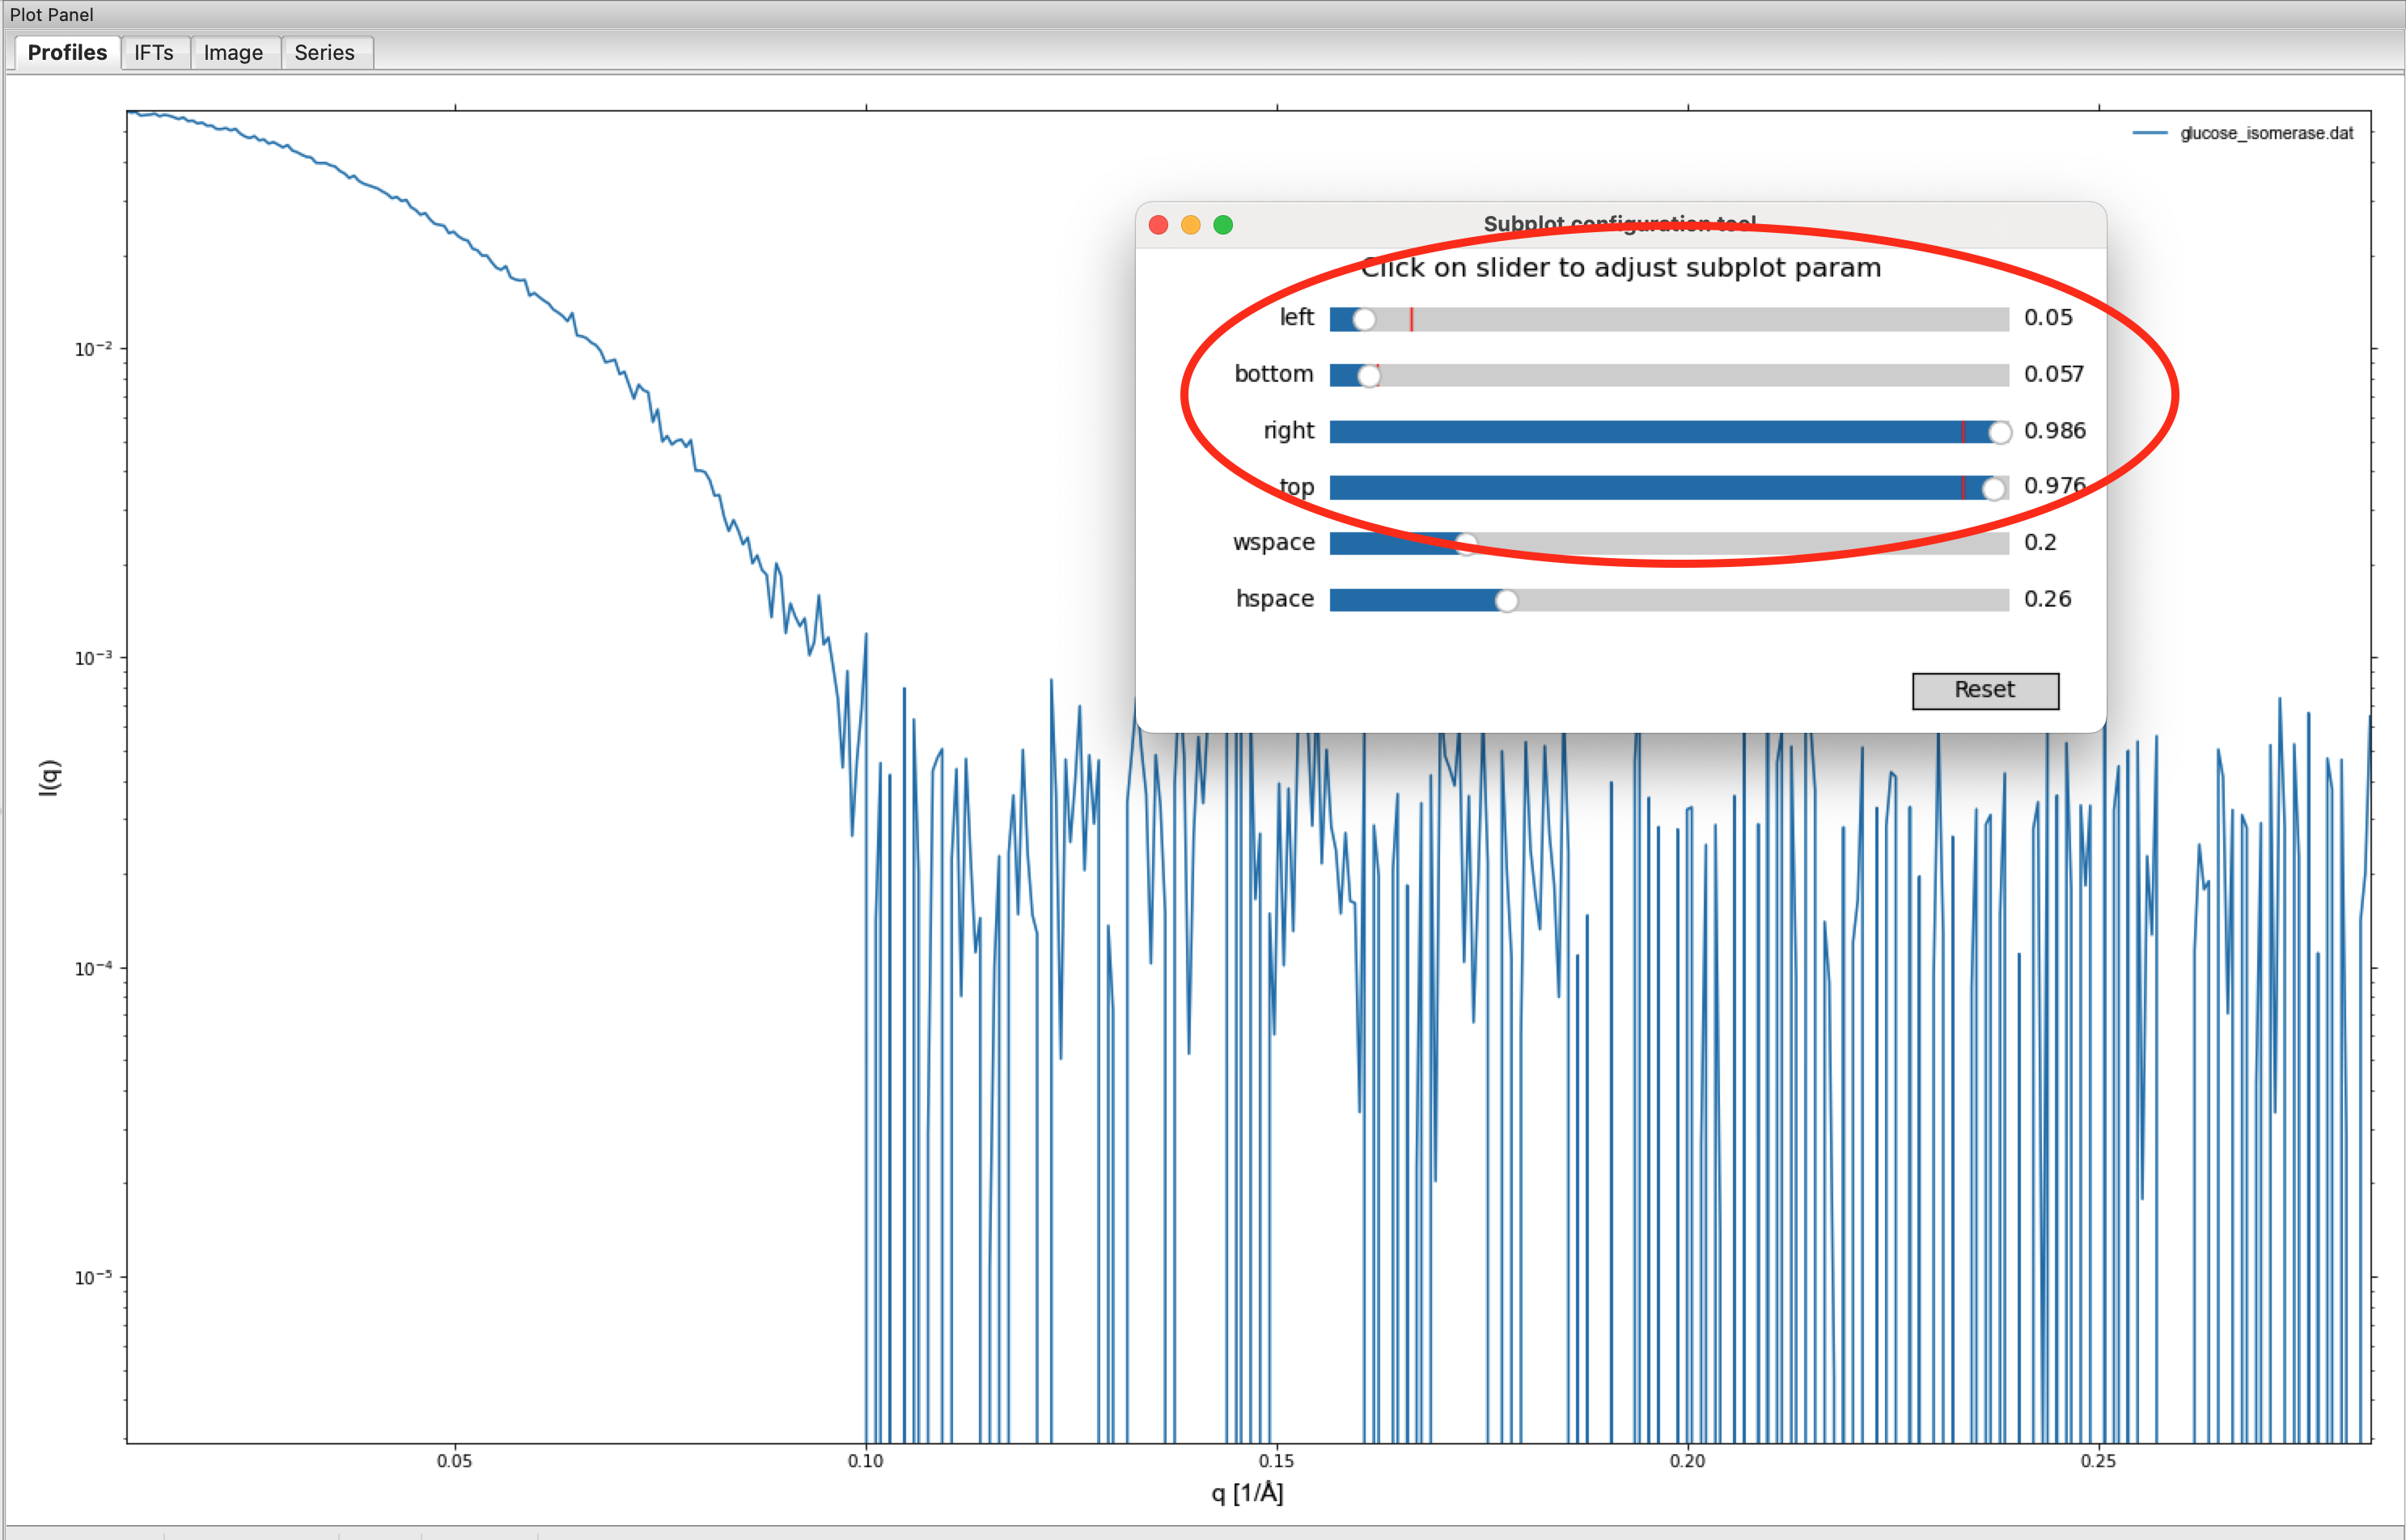 Plot Panel
Profiles IFTs Image Series
glucose_isomerase.dat
Subplot configuration tool
Click on slider to adjust subplot param
left 0.05
bottom 0.057
right 0.986
top 0.976
wspace 0.2
hspace 0.26
Reset
I(q)
10⁻²
10⁻³
10⁻⁴
10⁻⁵
0.05 0.10 0.15 0.20 0.25
q [1/Å]